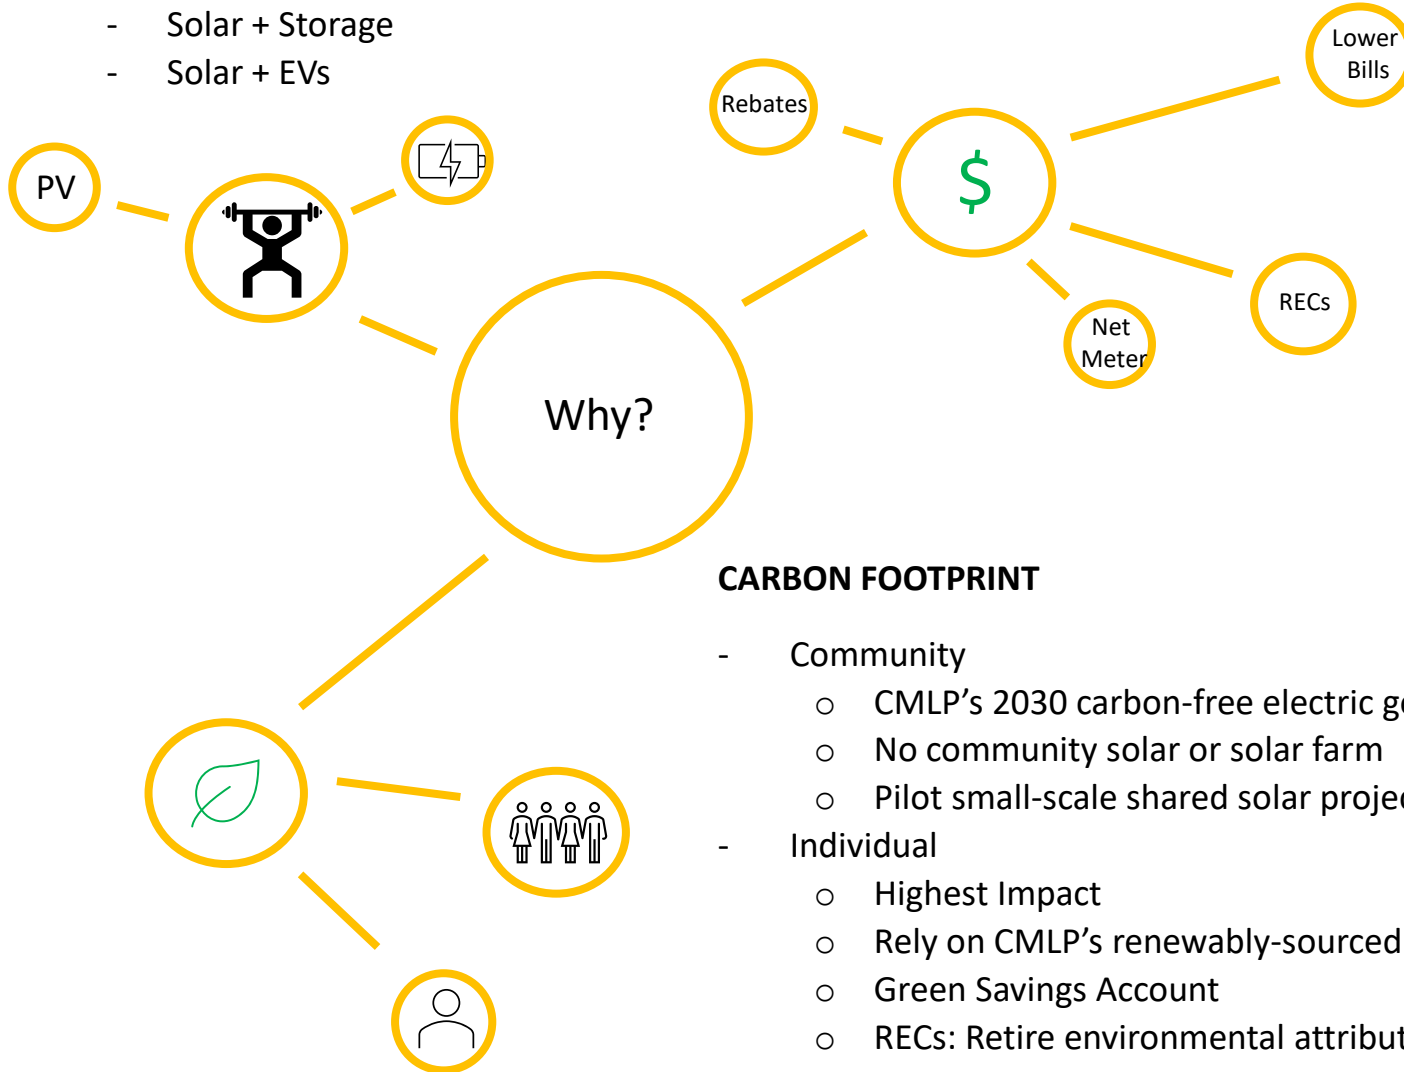 - Solar + Storage
- Solar + EVs
Lower
Bills
Rebates
$
PV
RECs
Net
Meter
Why?
CARBON FOOTPRINT
- Community
o CMLP’s 2030 carbon-free electric
o No community solar or solar farm
o Pilot small-scale shared solar
- Individual
o Highest Impact
o Rely on CMLP’s renewably-sourced
o Green Savings Account
o RECs: Retire environmental